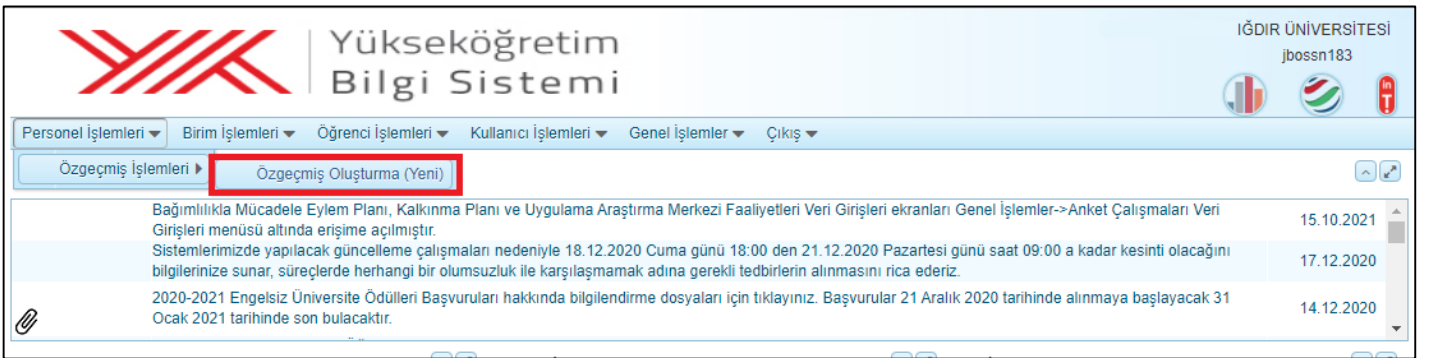 Yükseköğretim
Bilgi Sistemi
IĞDIR ÜNİVERSİTESİ
jbossn183
in
T
Personel İşlemleri Birim İşlemleri Öğrenci İşlemleri Kullanıcı İşlemleri Genel İşlemler Çıkış
Özgeçmiş İşlemleri Özgeçmiş Oluşturma (Yeni)
Bağımlılıkla Mücadele Eylem Planı, Kalkınma Planı ve Uygulama Araştırma Merkezi Faaliyetleri Veri Girişleri ekranları Genel İşlemler->Anket Çalışmaları Veri
Girişleri menüsü altında erişime açılmıştır.
15.10.2021
Sistemlerimizde yapılacak güncelleme çalışmaları nedeniyle 18.12.2020 Cuma günü 18:00 den 21.12.2020 Pazartesi günü saat 09:00 a kadar kesinti olacağını
bilgilerinize sunar, süreçlerde herhangi bir olumsuzluk ile karşılaşmamak adına gerekli tedbirlerin alınmasını rica ederiz.
17.12.2020
2020-2021 Engelsiz Üniversite Ödülleri Başvuruları hakkında bilgilendirme dosyaları için tıklayınız. Başvurular 21 Aralık 2020 tarihinde alınmaya başlayacak 31
Ocak 2021 tarihinde son bulacaktır.
14.12.2020